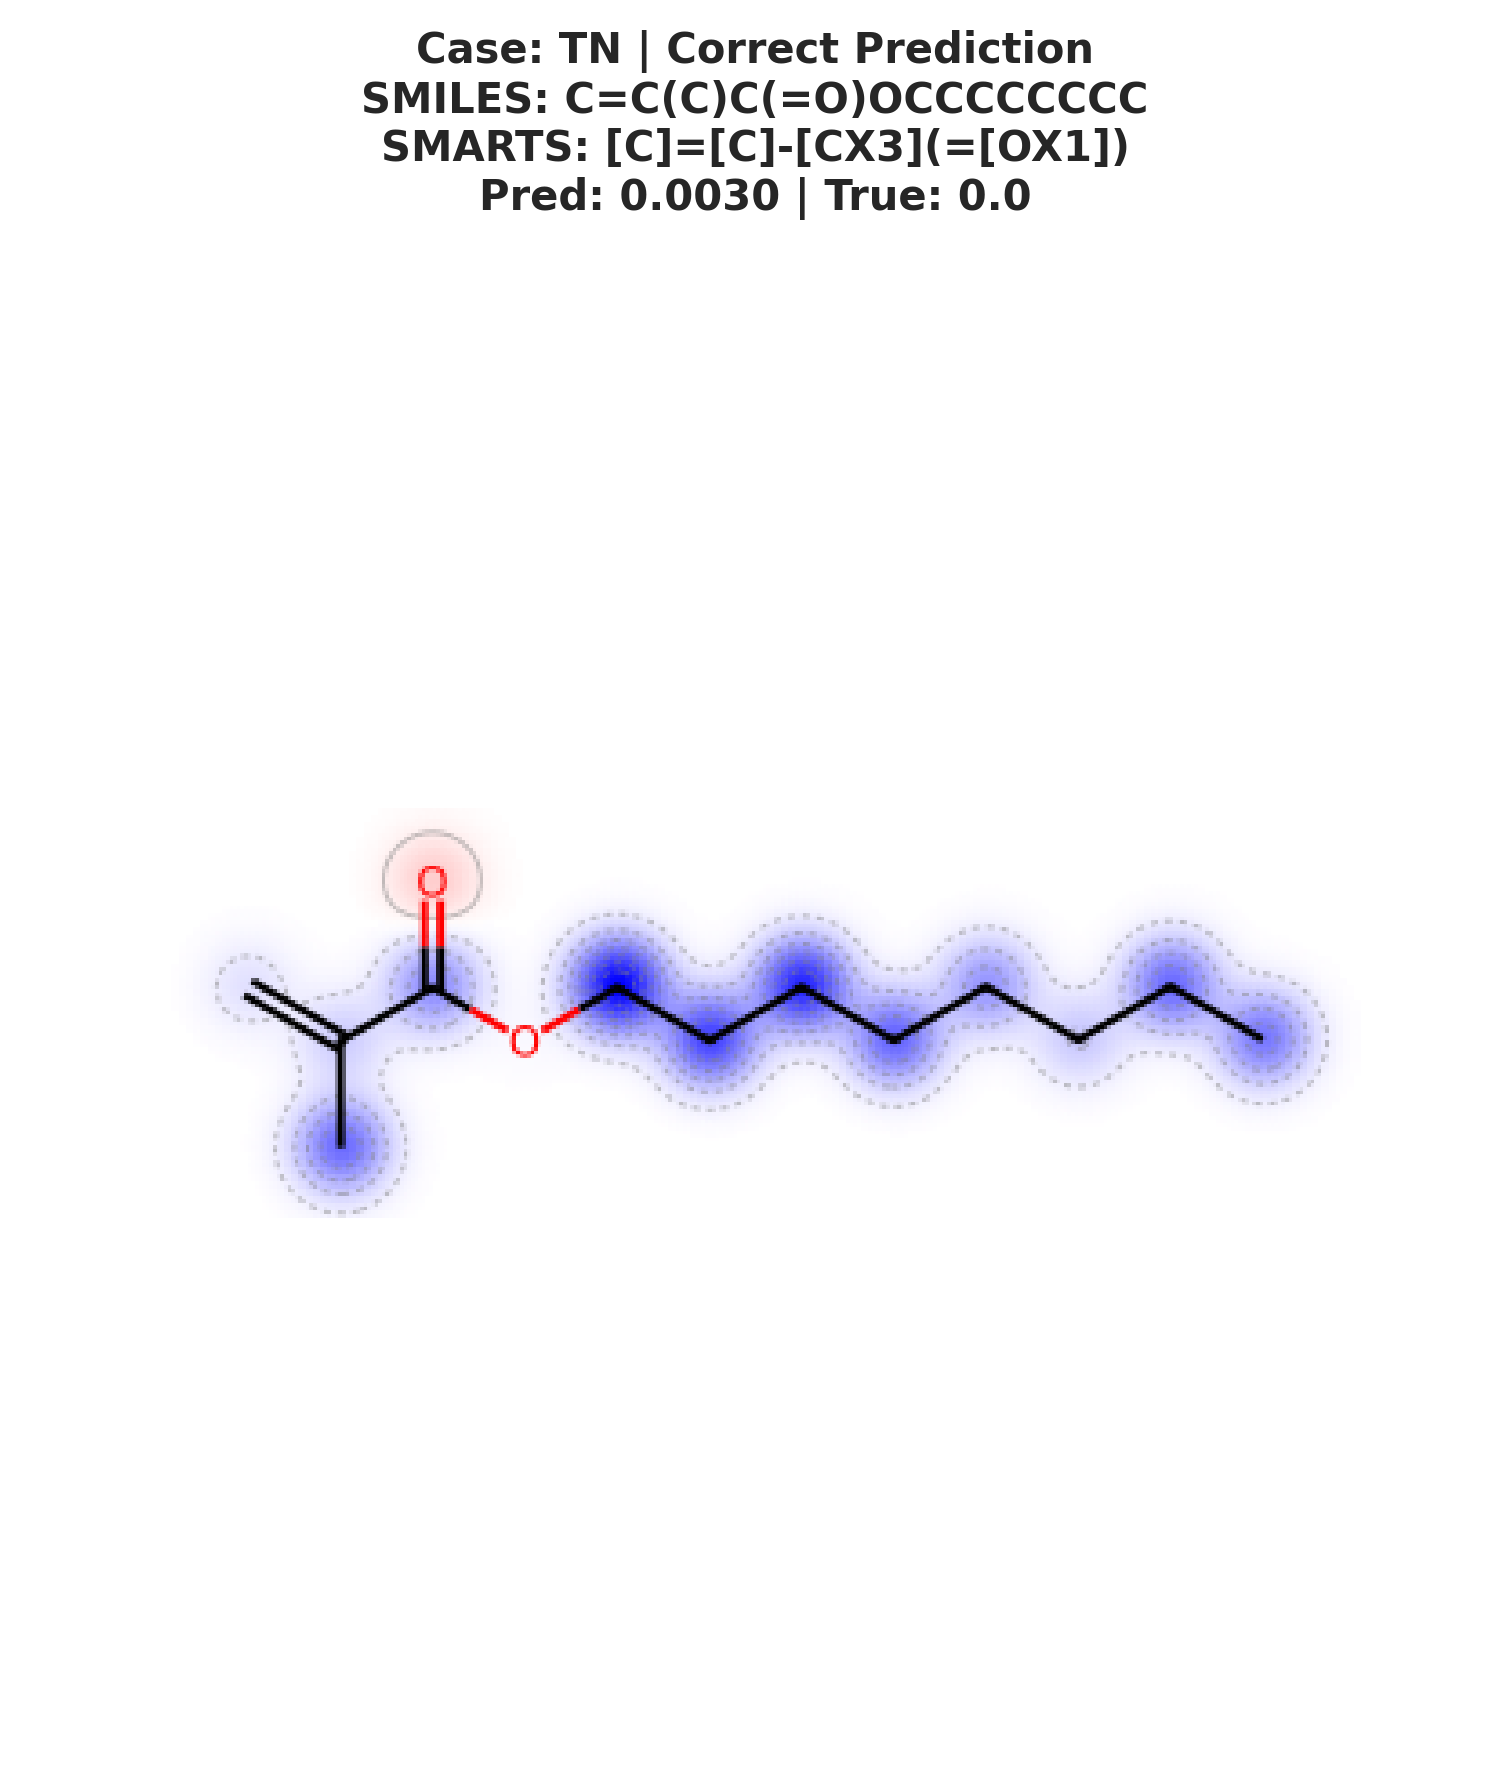 Case: TN | Correct Prediction
SMILES: C=C(C)C(=O)OCCCCCCCC
SMARTS: [C]=[C]-[CX3](=[OX1])
Pred: 0.0030 | True: 0.0
O
O